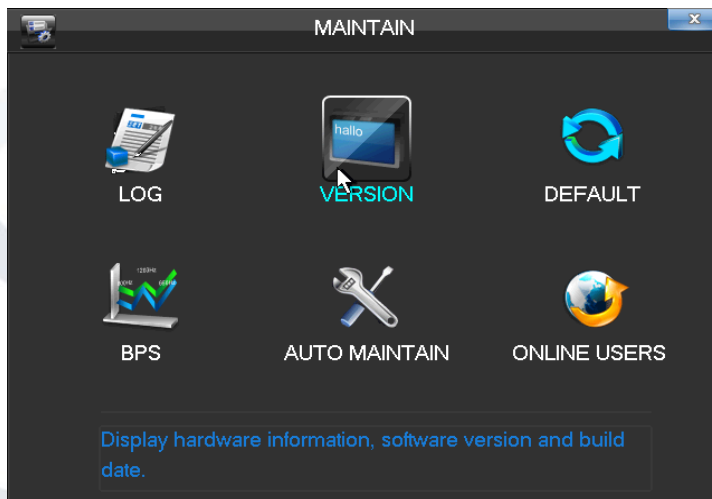 MAINTAIN
x
hallo
LOG
VERSION
DEFAULT
BPS
AUTO MAINTAIN
ONLINE USERS
Display hardware information, software version and build
date.